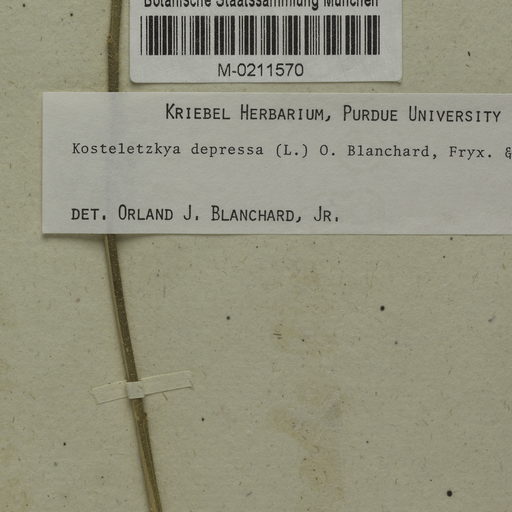 Botanische Staatssammlung München
M-0211570
KRIEBEL HERBARIUM, PURDUE UNIVERSITY
Kosteletzkya depressa (L.) O. Blanchard, Fryx. &
DET. ORLAND J. BLANCHARD, JR.